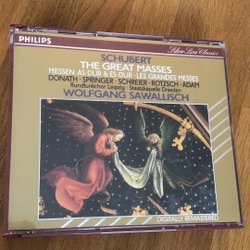 PHILIPS
Silver Line Classics
SCHUBERT
THE GREAT MASSES
MESSEN AS-DUR & ES-DUR · LES GRANDES MESSES
DONATH · SPRINGER · SCHREIER · ROTZSCH · ADAM
Rundfunkchor Leipzig · Staatskapelle Dresden
WOLFGANG SAWALLISCH
DIGITALLY REMASTERED